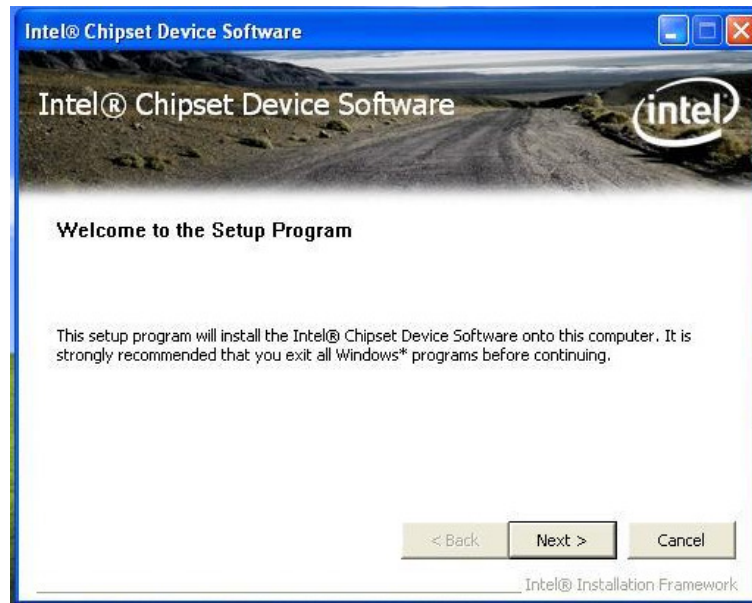 Intel® Chipset Device Software
Intel® Chipset Device Software
intel
Welcome to the Setup Program
This setup program will install the Intel® Chipset Device Software onto this computer. It is
strongly recommended that you exit all Windows* programs before continuing.
< Back Next > Cancel
Intel® Installation Framework